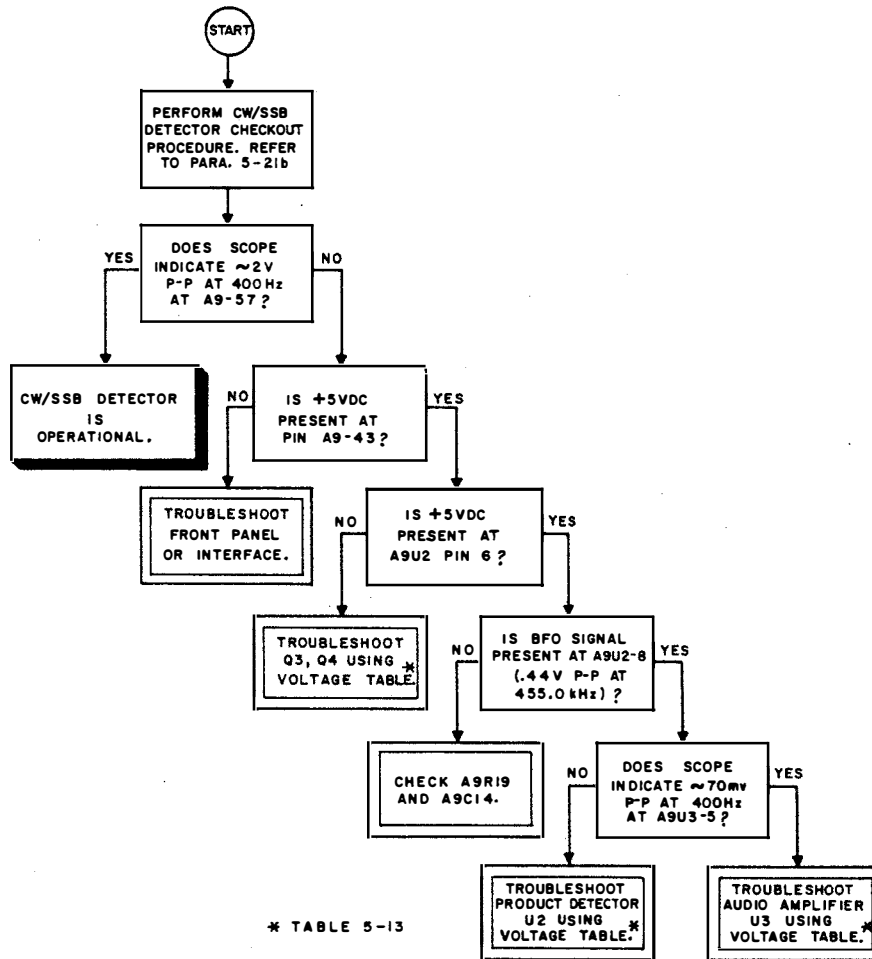 START
PERFORM CW/SSB
DETECTOR CHECKOUT
PROCEDURE. REFER
TO PARA. 5-21b
DOES SCOPE
INDICATE ~2V
P-P AT 400Hz
AT A9-57?
YES
NO
CW/SSB DETECTOR
IS
OPERATIONAL.
IS +5VDC
PRESENT AT
PIN A9-43?
NO
YES
TROUBLESHOOT
FRONT PANEL
OR INTERFACE.
IS +5VDC
PRESENT AT
A9U2 PIN 6?
NO
YES
TROUBLESHOOT
Q3, Q4 USING
VOLTAGE TABLE.*
IS BFO SIGNAL
PRESENT AT A9U2-8
(.44V P-P AT
455.0 kHz)?
NO
YES
CHECK A9R19
AND A9C14.
DOES SCOPE
INDICATE ~70mv
P-P AT 400Hz
AT A9U3-5?
NO
YES
TROUBLESHOOT
PRODUCT DETECTOR
U2 USING
VOLTAGE TABLE.*
TROUBLESHOOT
AUDIO AMPLIFIER
U3 USING
VOLTAGE TABLE.*
* TABLE 5-13